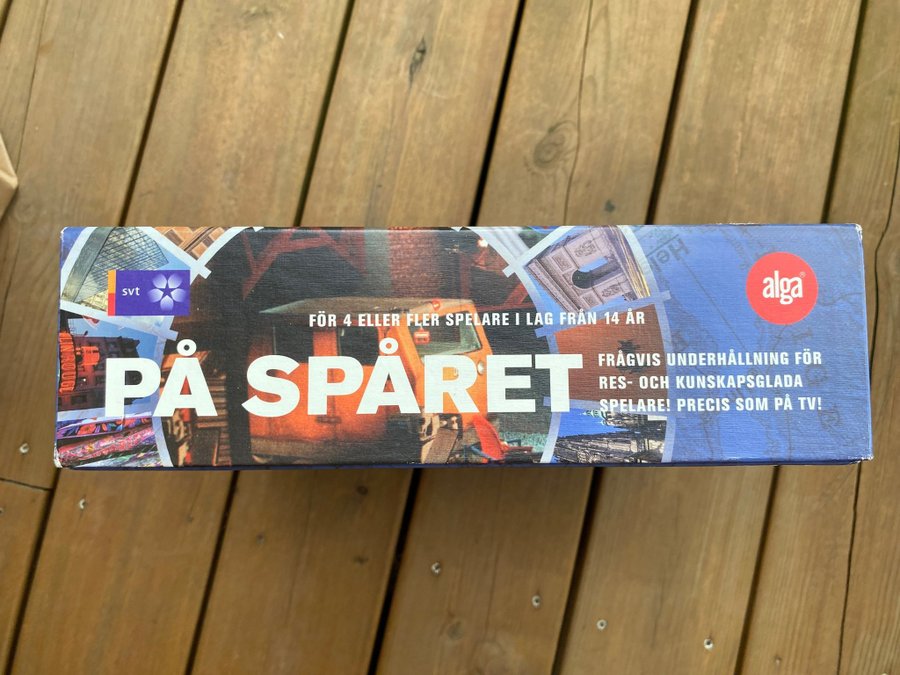 svt
alga
FÖR 4 ELLER FLER SPELARE I LAG FRÅN 14 ÅR
PÅ SPÅRET
FRÅGVIS UNDERHÅLLNING FÖR
RES- OCH KUNSKAPSGLADA
SPELARE! PRECIS SOM PÅ TV!